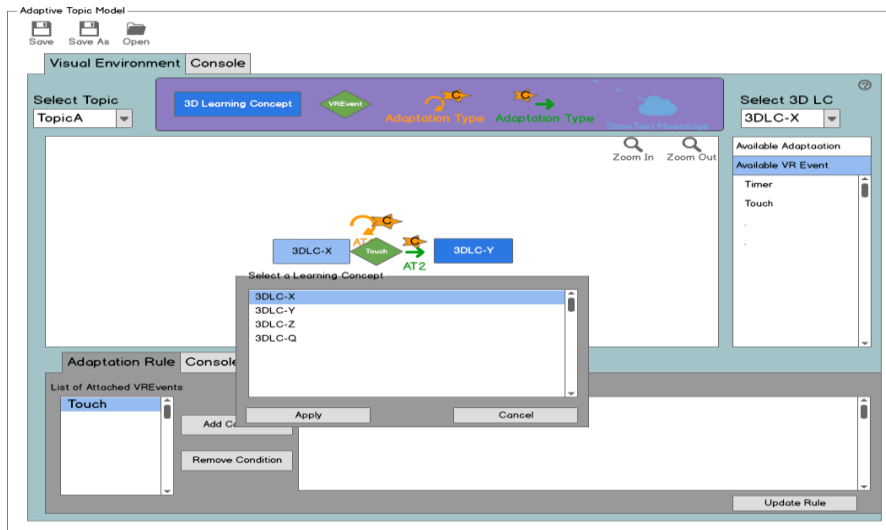 Adaptive Topic Model
Save Save As Open
Visual Environment Console
Select Topic
TopicA
3D Learning Concept
VREvent
C
Adaptation Type
C
Adaptation Type
ShowText Messuage
Select 3D LC
3DLC-X
Zoom In Zoom Out
Available Adaptaation
Available VR Event
Timer
Touch
.
.
C
3DLC-X
Touch
C
AT2
3DLC-Y
Select a Learning Concept
3DLC-X
3DLC-Y
3DLC-Z
3DLC-Q
Apply Cancel
Adaptation Rule Console
List of Attached VREvents
Touch
Add C
Remove Condition
Update Rule